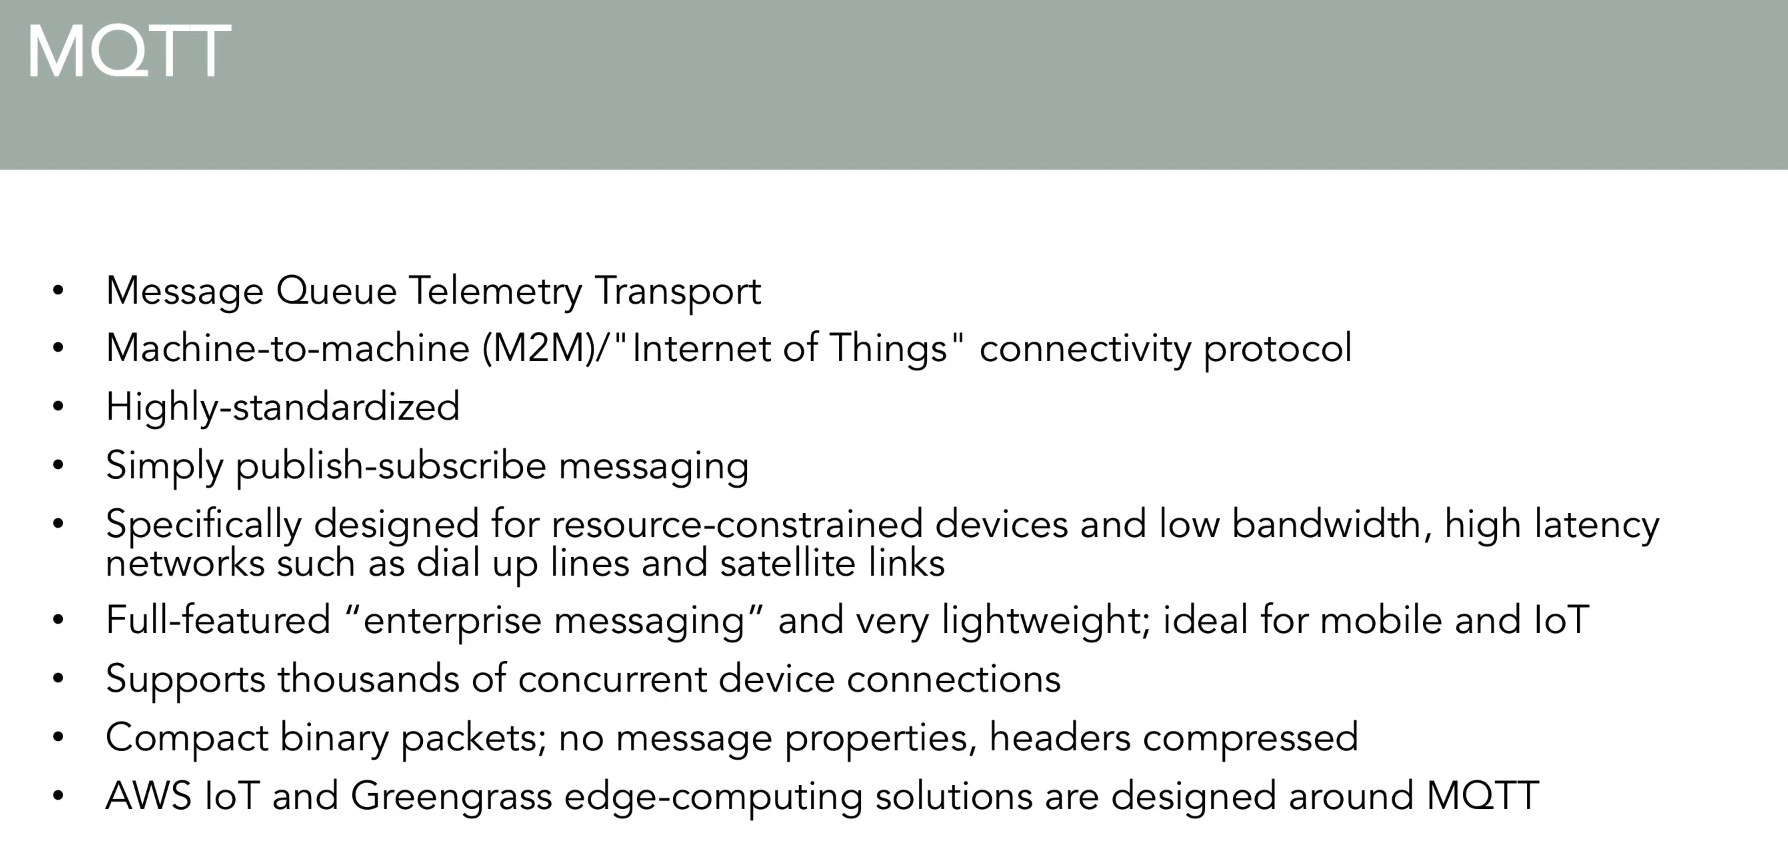 MQTT
• Message Queue Telemetry Transport
• Machine-to-machine (M2M)/"Internet of Things" connectivity protocol
• Highly-standardized
• Simply publish-subscribe messaging
• Specifically designed for resource-constrained devices and low bandwidth, high latency
networks such as dial up lines and satellite links
• Full-featured “enterprise messaging” and very lightweight; ideal for mobile and IoT
• Supports thousands of concurrent device connections
• Compact binary packets; no message properties, headers compressed
• AWS IoT and Greengrass edge-computing solutions are designed around MQTT